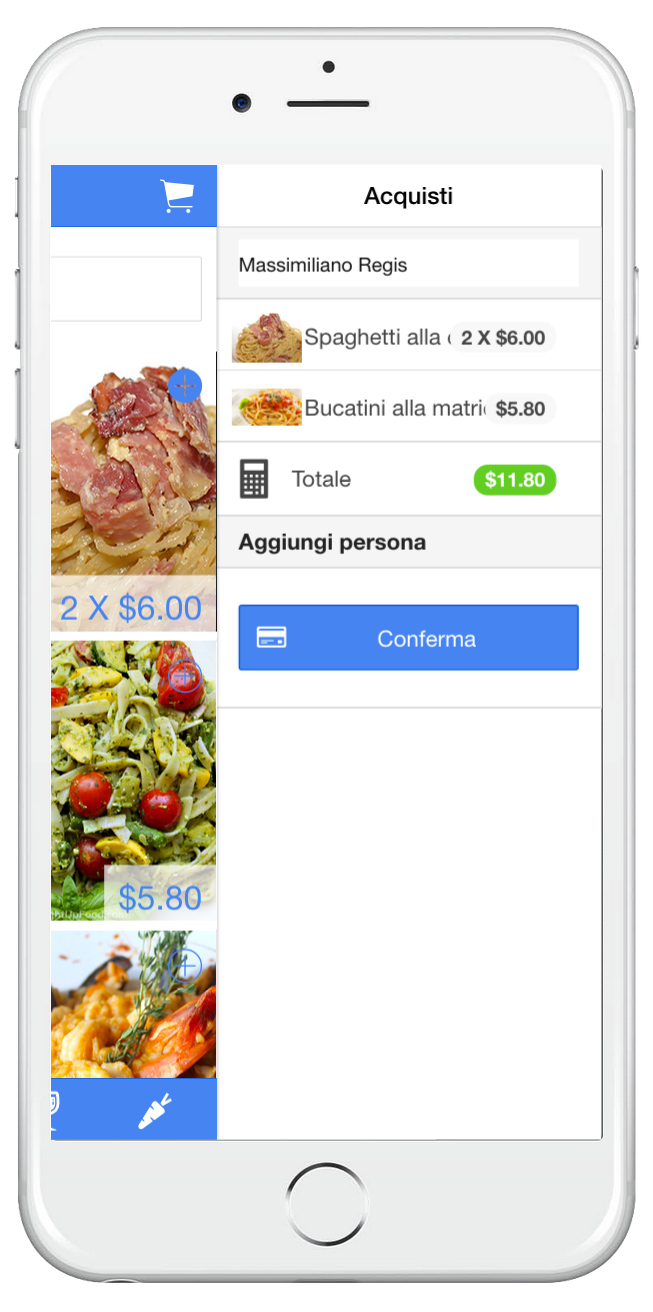 Acquisti
Massimiliano Regis
Spaghetti alla 2 X $6.00
Bucatini alla matri $5.80
Totale $11.80
Aggiungi persona
Conferma
2 X $6.00
$5.80